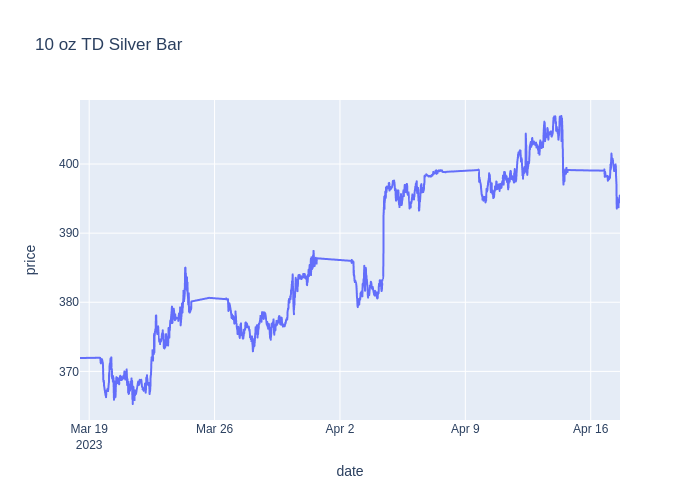 10 oz TD Silver Bar
price
400
390
380
370
Mar 19
2023
Mar 26
Apr 2
Apr 9
Apr 16
date